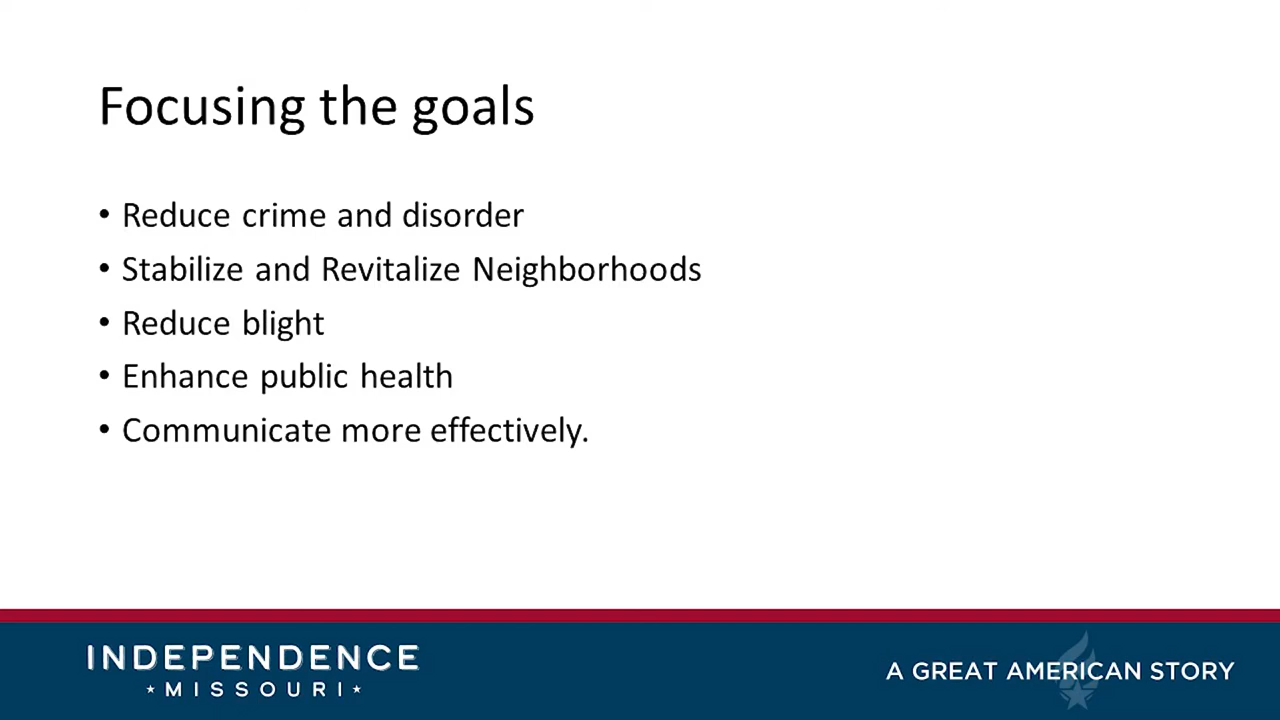 Focusing the goals
• Reduce crime and disorder
• Stabilize and Revitalize Neighborhoods
• Reduce blight
• Enhance public health
• Communicate more effectively.
INDEPENDENCE
★MISSOURI★
A GREAT AMERICAN STORY